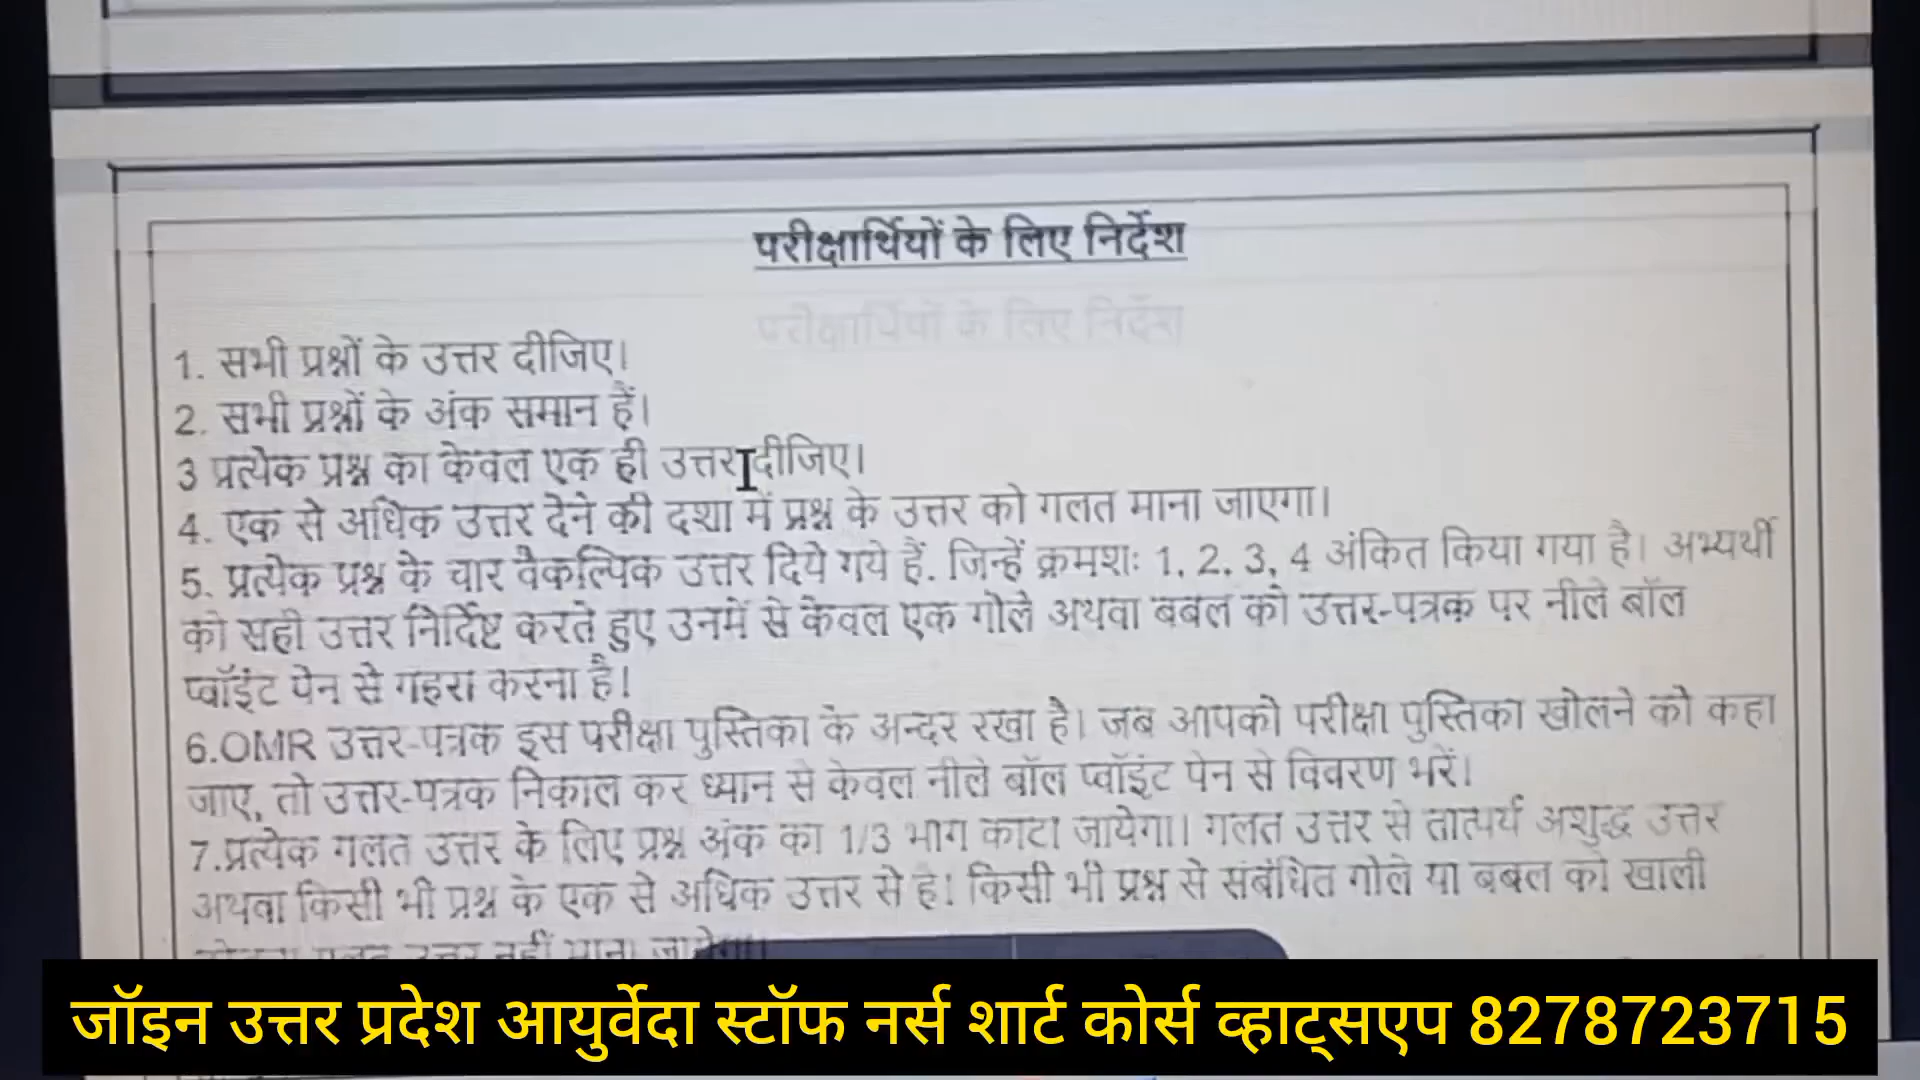 परीक्षार्थियों के लिए निर्देश
1. सभी प्रश्नों के उत्तर दीजिए।
2. सभी प्रश्नों के अंक समान हैं।
3 प्रत्येक प्रश्न का केवल एक ही उत्तर दीजिए।
4. एक से अधिक उत्तर देने की दशा में प्रश्न के उत्तर को गलत माना जाएगा।
5. प्रत्येक प्रश्न के चार वैकल्पिक उत्तर दिये गये हैं. जिन्हें क्रमशः 1, 2, 3, 4 अंकित किया गया है। अभ्यर्थी
को सही उत्तर निर्दिष्ट करते हुए उनमें से केवल एक गोले अथवा बबल को उत्तर-पत्रक पर नीले बॉल
प्वॉइंट पेन से गहरा करना है।
6.OMR उत्तर-पत्रक इस परीक्षा पुस्तिका के अन्दर रखा है। जब आपको परीक्षा पुस्तिका खोलने को कहा
जाए, तो उत्तर-पत्रक निकाल कर ध्यान से केवल नीले बॉल प्वॉइंट पेन से विवरण भरें।
7.प्रत्येक गलत उत्तर के लिए प्रश्न अंक का 1/3 भाग काटा जायेगा। गलत उत्तर से तात्पर्य अशुद्ध उत्तर
अथवा किसी भी प्रश्न के एक से अधिक उत्तर से है। किसी भी प्रश्न से संबंधित गोले या बबल को खाली
गलत उत्तर नहीं माना जायेगा।
जॉइन उत्तर प्रदेश आयुर्वेदा स्टॉफ नर्स शार्ट कोर्स व्हाट्सएप 8278723715